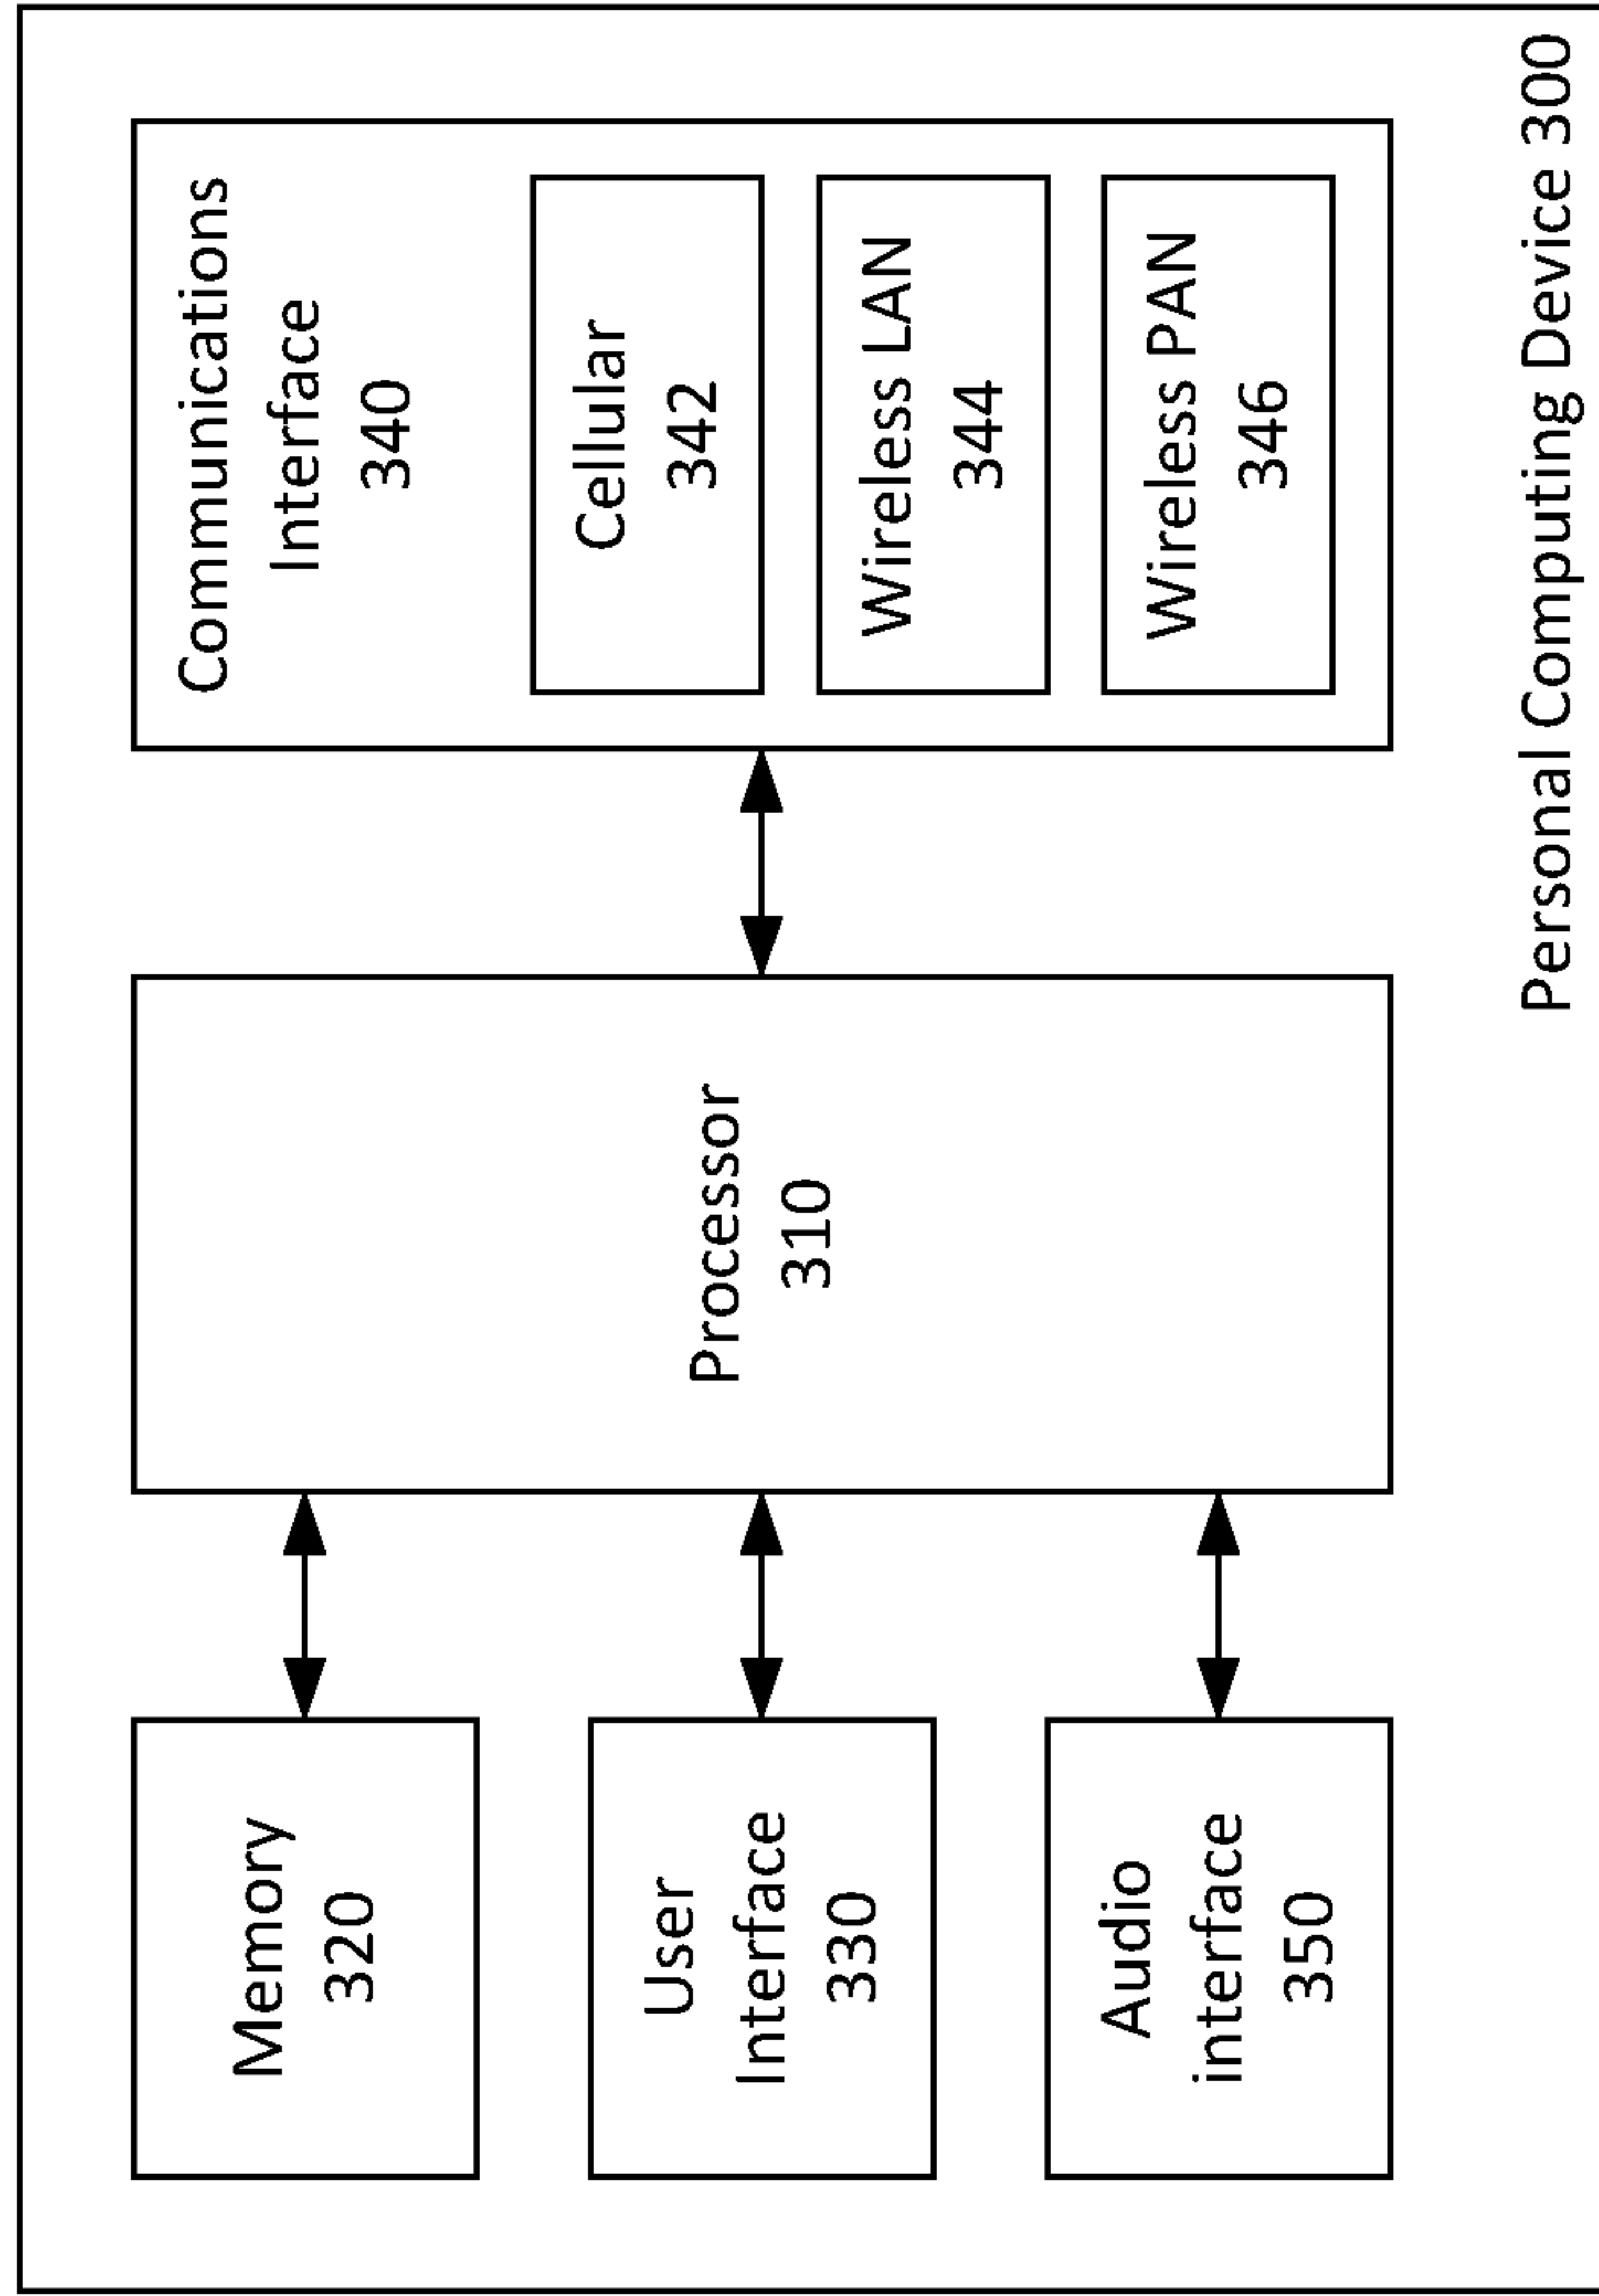 Memory
320
User
Interface
330
Audio
interface
350
Processor
310
Communications
Interface
340
Cellular
342
Wireless LAN
344
Wireless PAN
346
Personal Computing Device 300